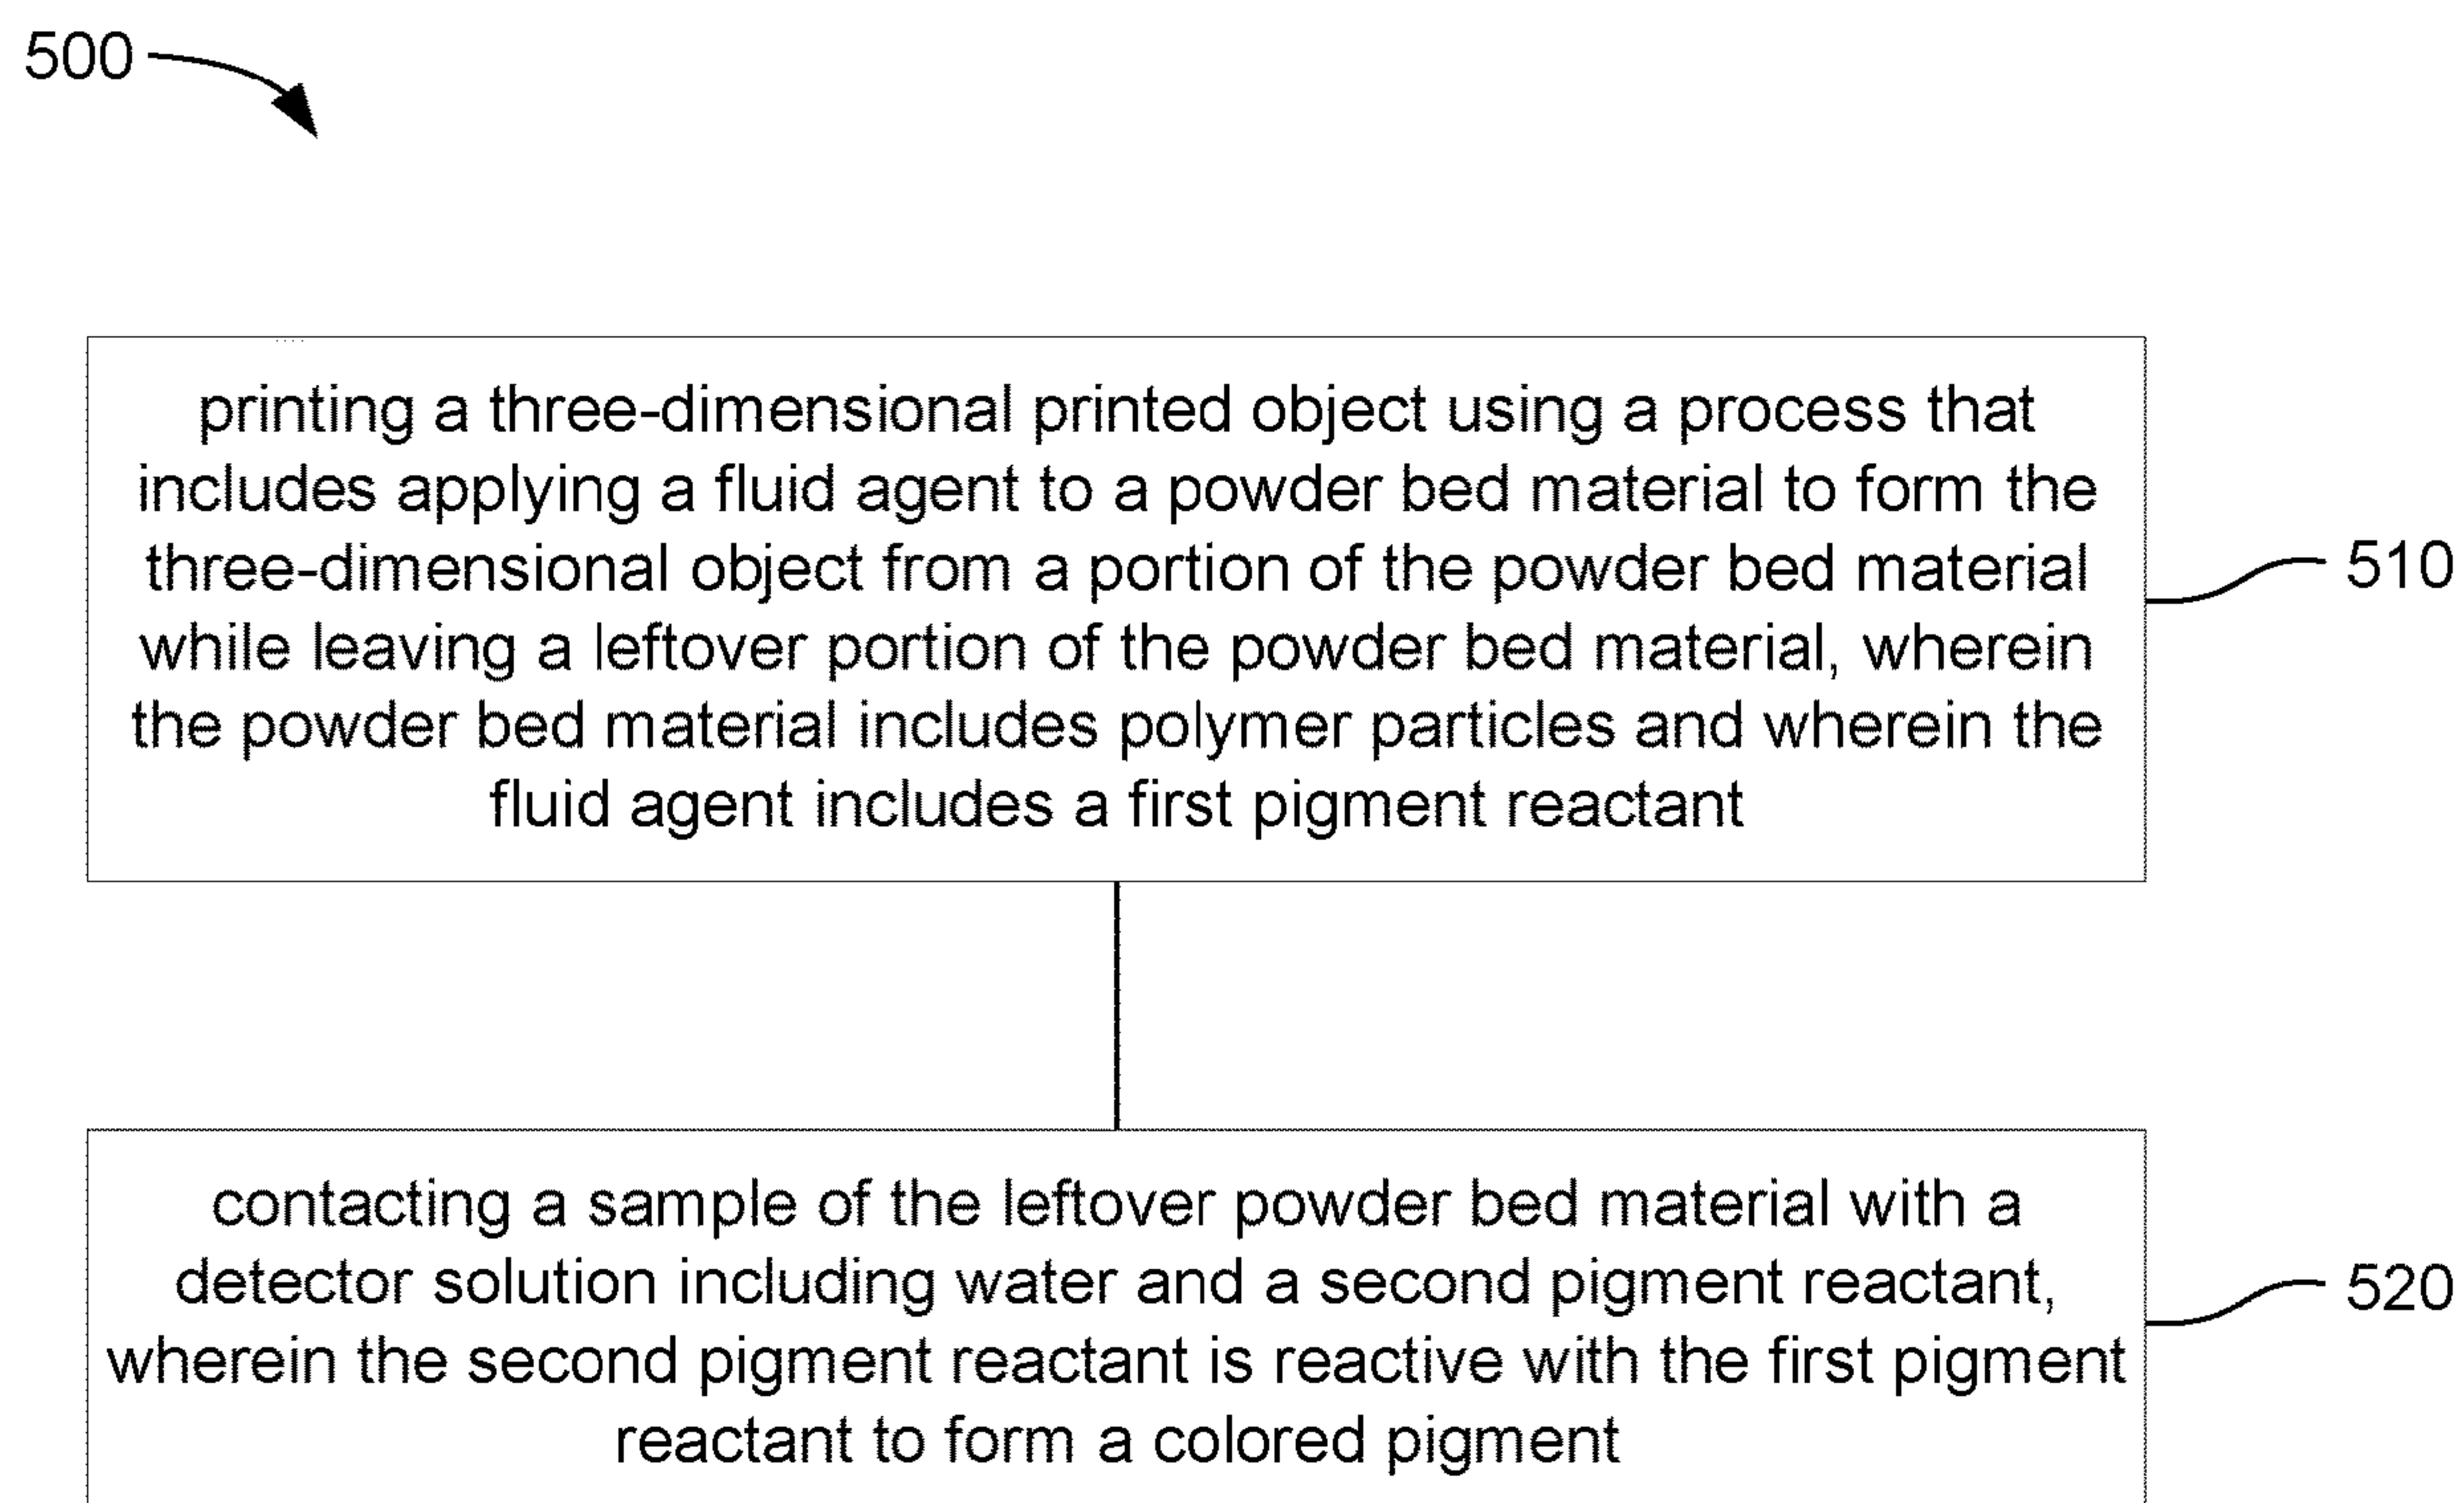 500
printing a three-dimensional printed object using a process that
includes applying a fluid agent to a powder bed material to form the
three-dimensional object from a portion of the powder bed material
while leaving a leftover portion of the powder bed material, wherein
the powder bed material includes polymer particles and wherein the
fluid agent includes a first pigment reactant
510
contacting a sample of the leftover powder bed material with a
detector solution including water and a second pigment reactant,
wherein the second pigment reactant is reactive with the first pigment
reactant to form a colored pigment
520